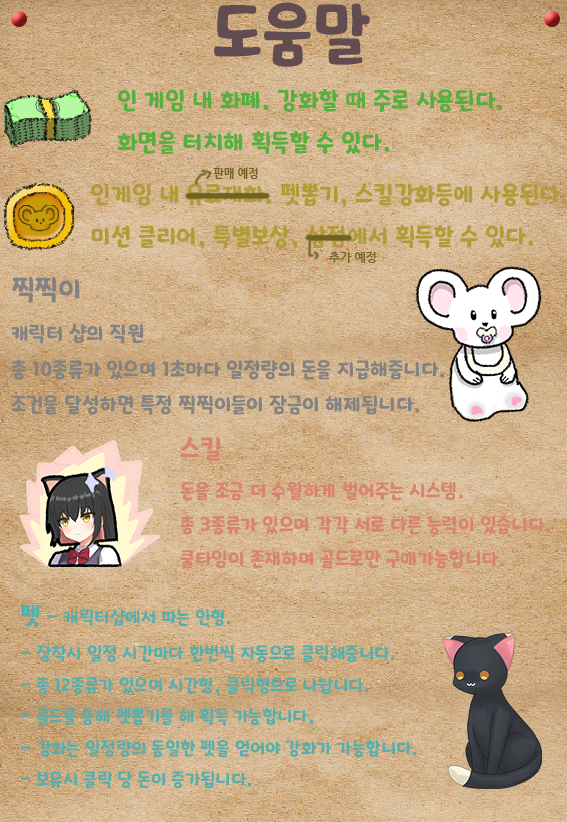 도움말
인 게임 내 화폐. 강화할 때 주로 사용된다.
화면을 터치해 획득할 수 있다.
판매 예정
인게임 내 유료재화. 펫뽑기, 스킬강화등에 사용된다.
미션 클리어, 특별보상, 상점에서 획득할 수 있다.
추가 예정
찍찍이
캐릭터 샵의 직원
총 10종류가 있으며 1초마다 일정량의 돈을 지급해줍니다.
조건을 달성하면 특정 찍찍이들이 잠금이 해제됩니다.
스킬
돈을 조금 더 수월하게 벌어주는 시스템.
총 3종류가 있으며 각각 서로 다른 능력이 있습니다.
쿨타임이 존재하며 골드로만 구매가능합니다.
펫 - 캐릭터샵에서 파는 인형.
- 장착시 일정 시간마다 한번씩 자동으로 클릭해줍니다.
- 총 12종류가 있으며 시간형, 클릭형으로 나뉩니다.
- 골드를 통해 펫뽑기를 해 획득 가능합니다.
- 강화는 일정량의 동일한 펫을 얻어야 강화가 가능합니다.
- 보유시 클릭 당 돈이 증가됩니다.